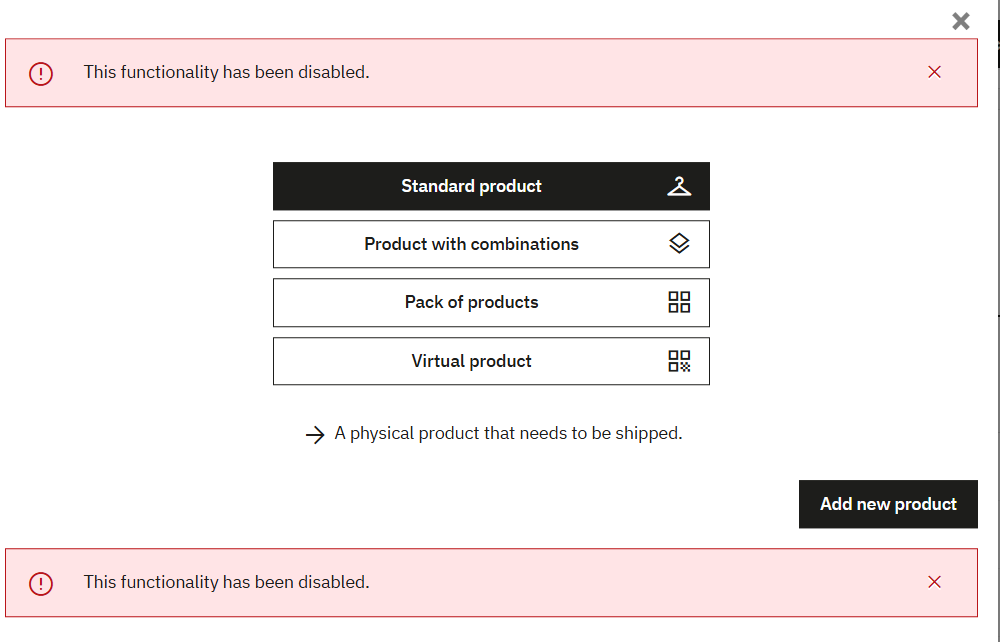 This functionality has been disabled.
Standard product
Product with combinations
Pack of products
Virtual product
A physical product that needs to be shipped.
Add new product
This functionality has been disabled.